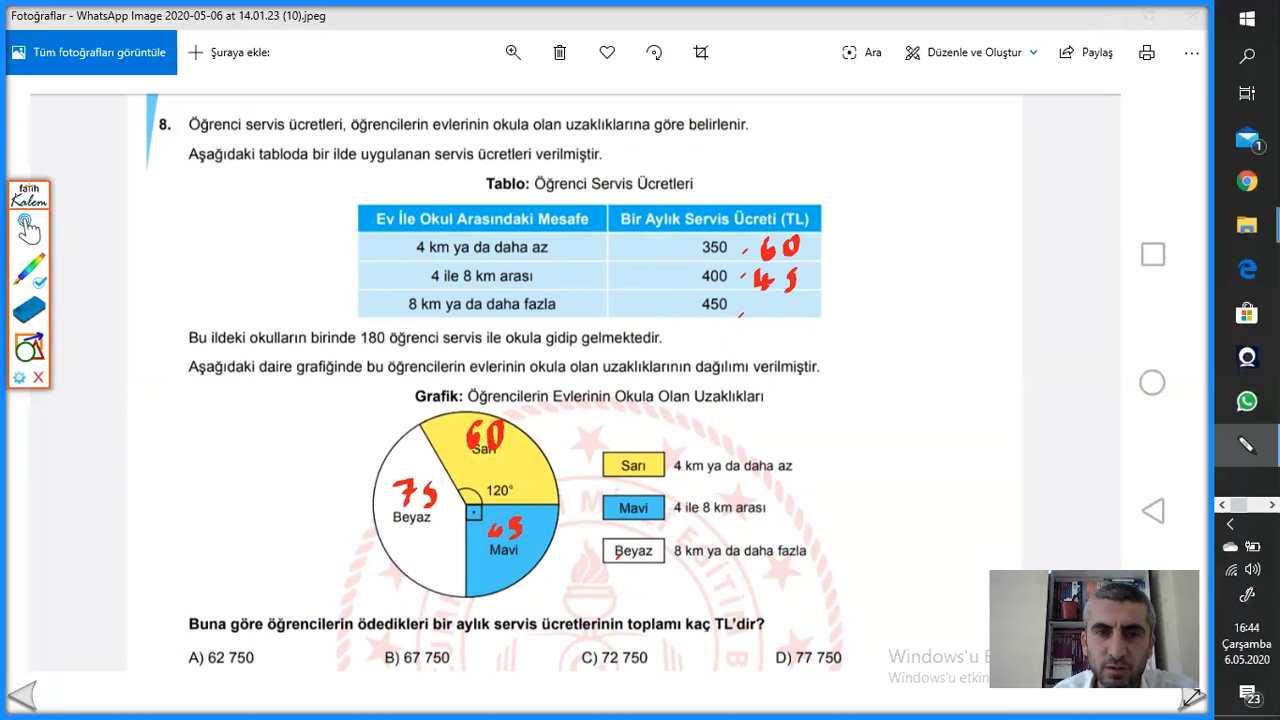 Fotoğraflar - WhatsApp Image 2020-05-06 at 14.01.23 (10).jpeg
Tüm fotoğrafları görüntüle
Şuraya ekle:
Ara
Düzenle ve Oluştur
Paylaş
8. Öğrenci servis ücretleri, öğrencilerin evlerinin okula olan uzaklıklarına göre belirlenir.
Aşağıdaki tabloda bir ilde uygulanan servis ücretleri verilmiştir.
Tablo: Öğrenci Servis Ücretleri
Ev İle Okul Arasındaki Mesafe Bir Aylık Servis Ücreti (TL)
4 km ya da daha az 350 . 60
4 ile 8 km arası 400 . 45
8 km ya da daha fazla 450 .
Bu ildeki okulların birinde 180 öğrenci servis ile okula gidip gelmektedir.
Aşağıdaki daire grafiğinde bu öğrencilerin evlerinin okula olan uzaklıklarının dağılımı verilmiştir.
Grafik: Öğrencilerin Evlerinin Okula Olan Uzaklıkları
60
Sarı
120°
75
Beyaz
45
Mavi
Sarı 4 km ya da daha az
Mavi 4 ile 8 km arası
Beyaz 8 km ya da daha fazla
Buna göre öğrencilerin ödedikleri bir aylık servis ücretlerinin toplamı kaç TL'dir?
A) 62 750 B) 67 750 C) 72 750 D) 77 750
fatih
Kalem
Windows'u
Windows'u etkin
1
16:44
Çarşamba
6.05.2020
23